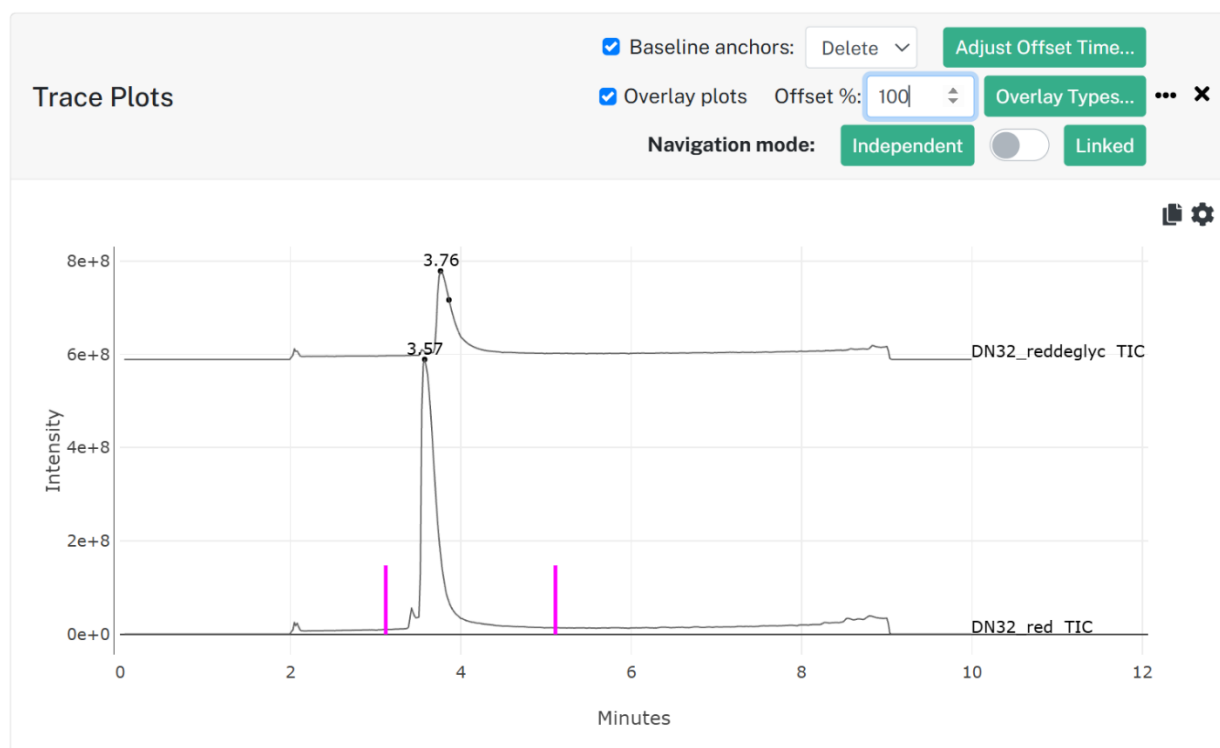 Baseline anchors: Delete Adjust Offset Time...
Trace Plots
Overlay plots Offset %: 100 Overlay Types...
Navigation mode: Independent Linked
8e+8
3.76
6e+8
3.57
DN32_reddeglyc TIC
Intensity
4e+8
2e+8
0e+0
DN32_red TIC
0 2 4 6 8 10 12
Minutes